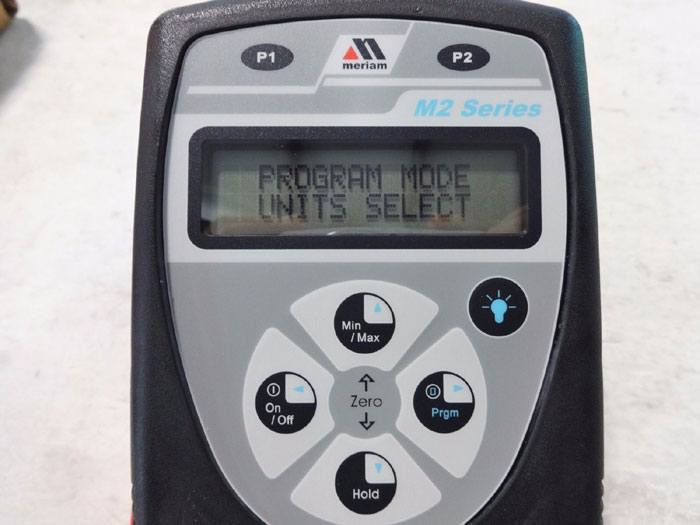 P1
meriam
P2
M2 Series
PROGRAM MODE
UNITS SELECT
Min
/ Max
On
/ Off
Zero
Prgm
Hold